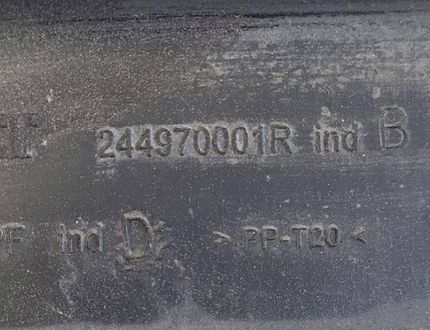 244970001R ind B
ind D > PP-T20 <